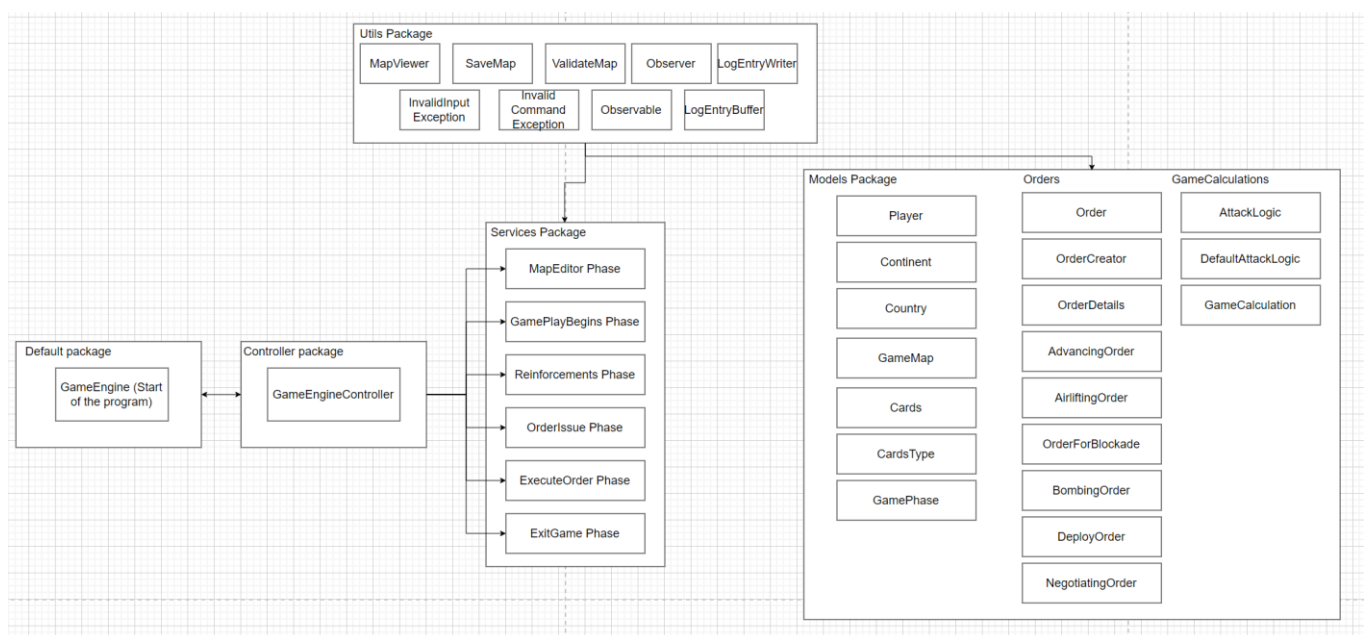 Utils Package
MapViewer
SaveMap
ValidateMap
Observer
LogEntryWriter
InvalidInput
Exception
Invalid
Command
Exception
Observable
LogEntryBuffer
Default package
GameEngine (Start
of the program)
Controller package
GameEngineController
Services Package
MapEditor Phase
GamePlayBegins Phase
Reinforcements Phase
OrderIssue Phase
ExecuteOrder Phase
ExitGame Phase
Models Package
Player
Continent
Country
GameMap
Cards
CardsType
GamePhase
Orders
Order
OrderCreator
OrderDetails
AdvancingOrder
AirliftingOrder
OrderForBlockade
BombingOrder
DeployOrder
NegotiatingOrder
GameCalculations
AttackLogic
DefaultAttackLogic
GameCalculation